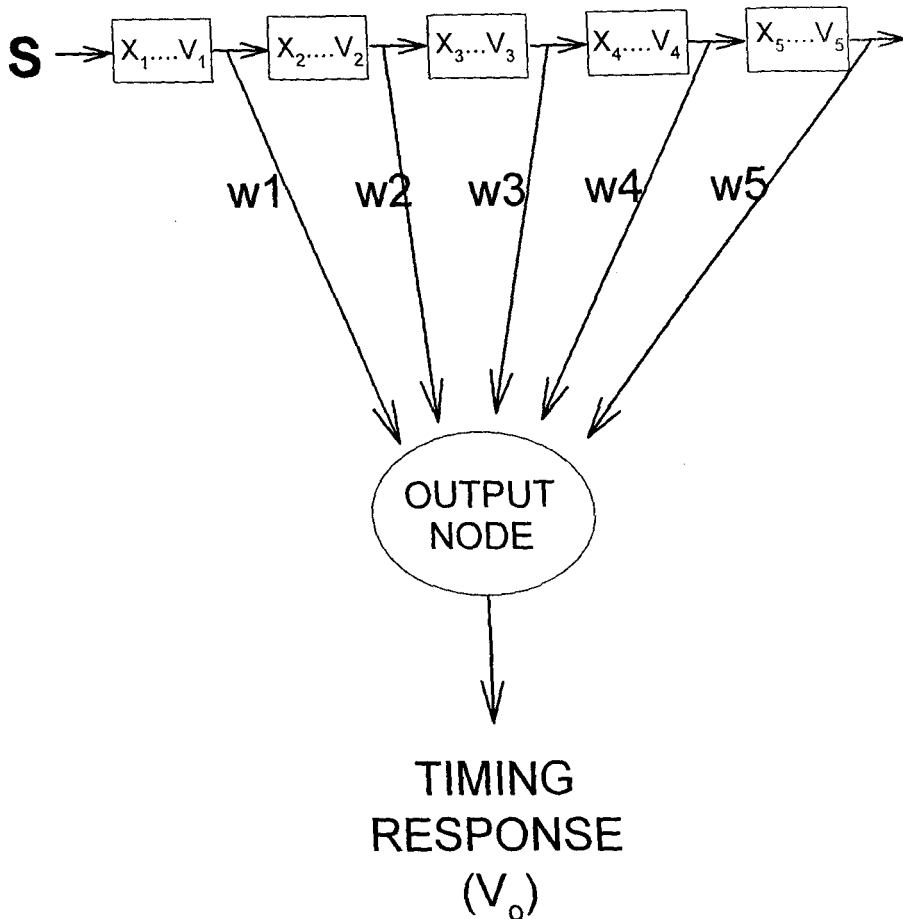 S X₁....V₁ X₂....V₂ X₃...V₃ X₄....V₄ X₅....V₅
w1 w2 w3 w4 w5
OUTPUT
NODE
TIMING
RESPONSE
(Vₒ)